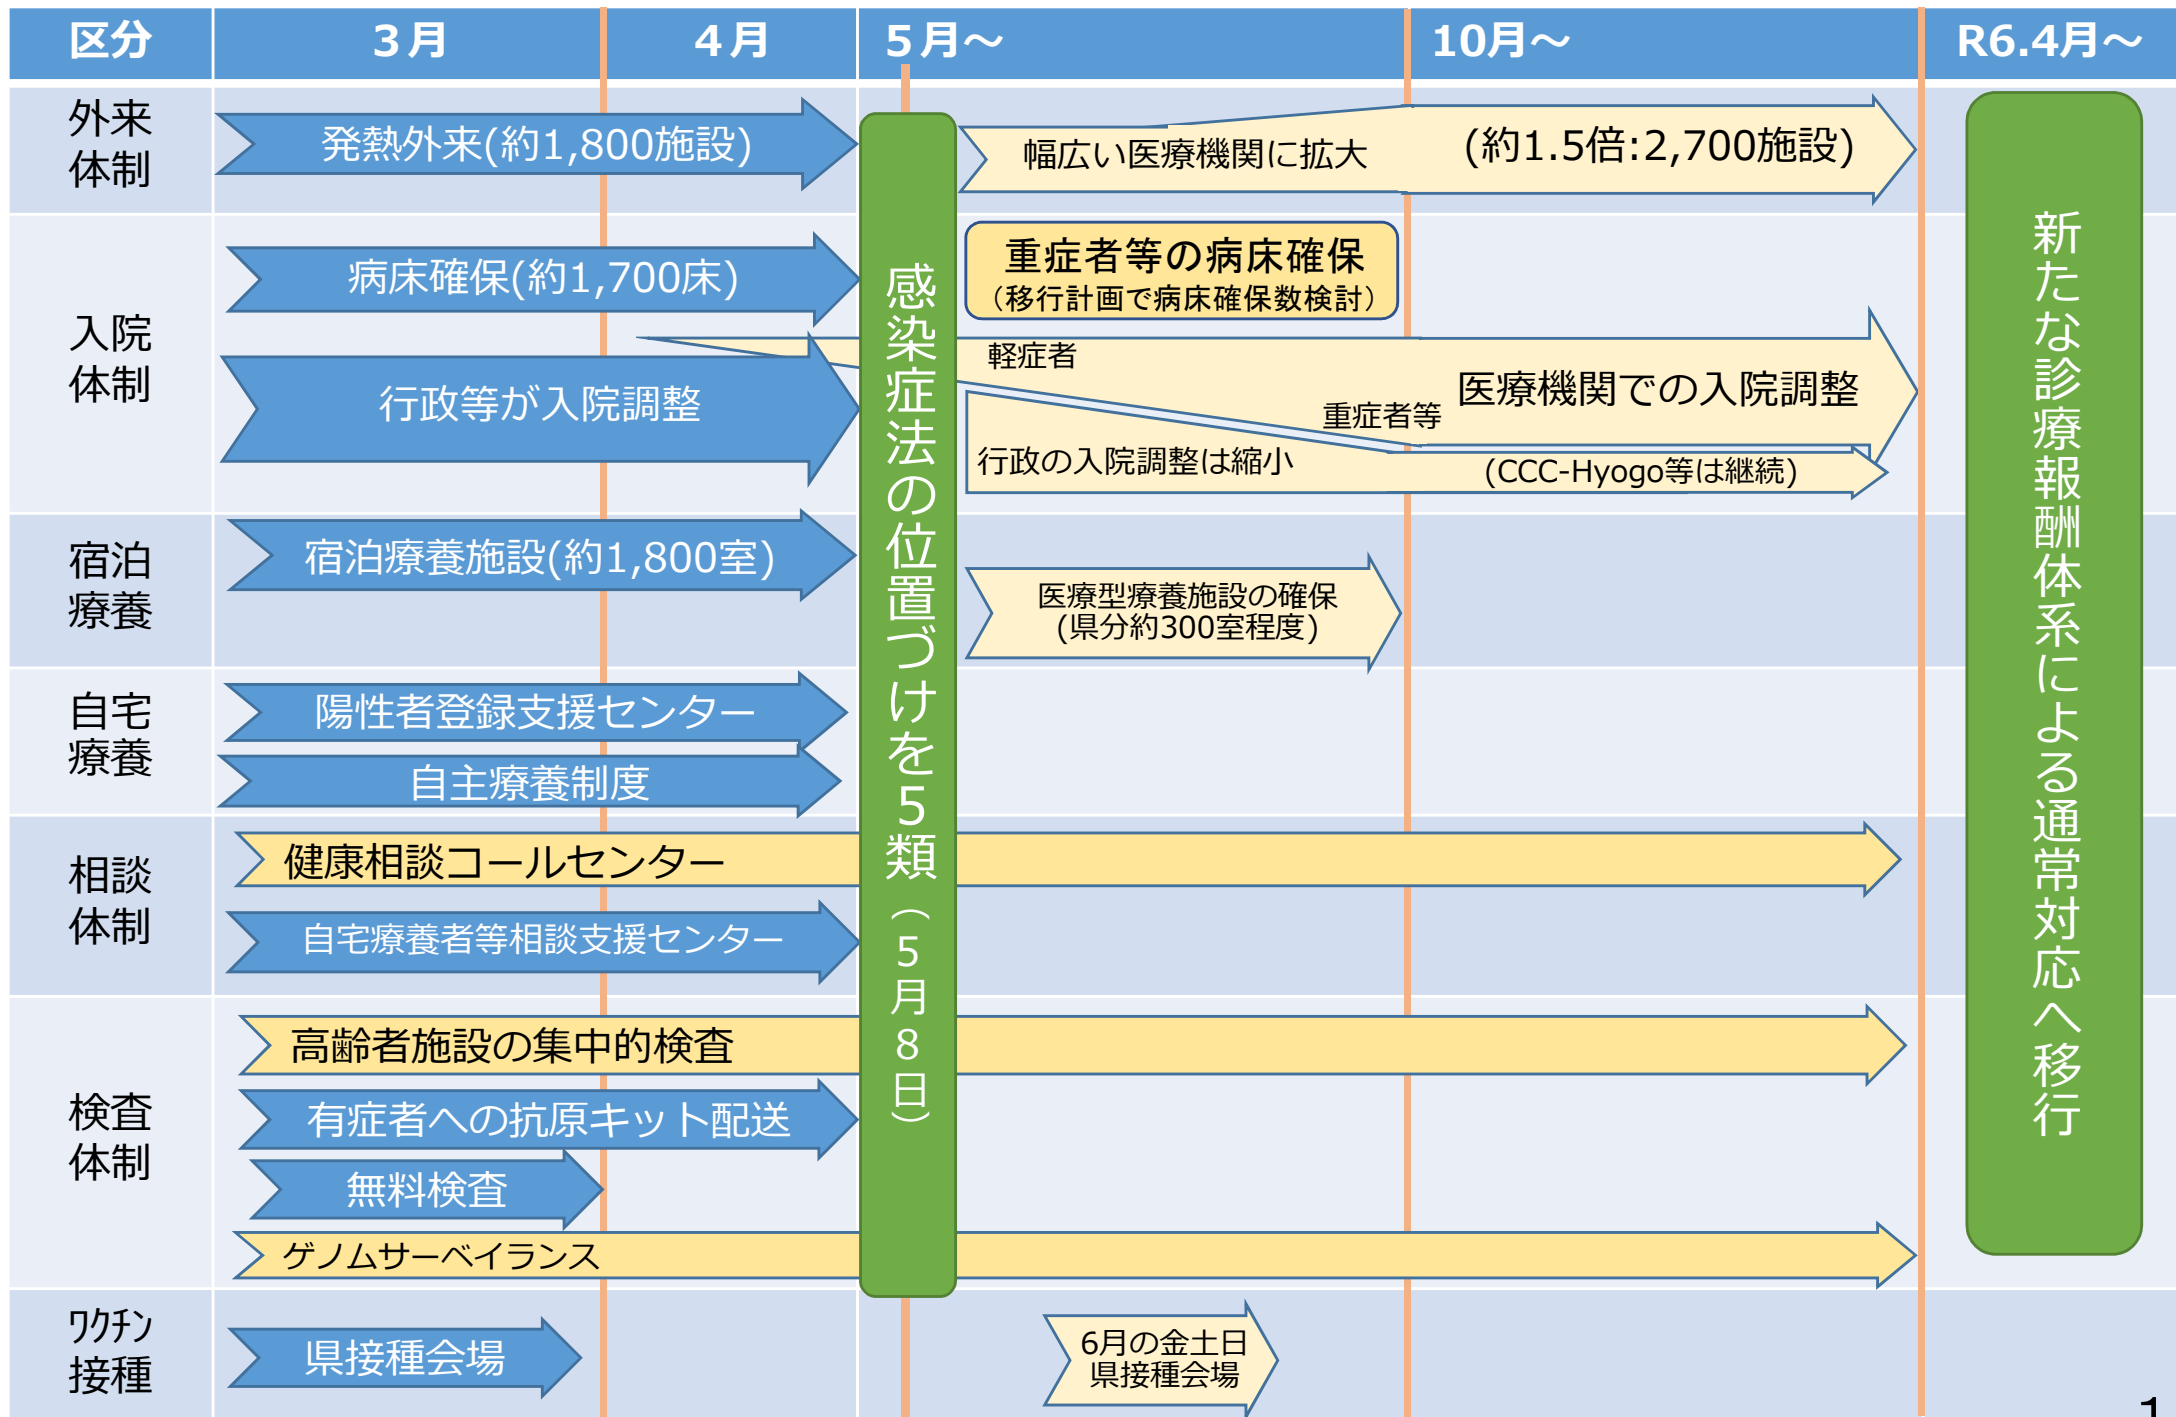 区分
3月
4月
5月～
10月～
R6.4月～
外来
体制
発熱外来(約1,800施設)
幅広い医療機関に拡大
(約1.5倍:2,700施設)
入院
体制
病床確保(約1,700床)
重症者等の病床確保
（移行計画で病床確保数検討）
行政等が入院調整
軽症者
重症者等
医療機関での入院調整
行政の入院調整は縮小
(CCC-Hyogo等は継続)
宿泊
療養
宿泊療養施設(約1,800室)
医療型療養施設の確保
(県分約300室程度)
自宅
療養
陽性者登録支援センター
自主療養制度
相談
体制
健康相談コールセンター
自宅療養者等相談支援センター
検査
体制
高齢者施設の集中的検査
有症者への抗原キット配送
無料検査
ゲノムサーベイランス
ﾜｸﾁﾝ
接種
県接種会場
6月の金土日
県接種会場
感染症法の位置づけを5類（5月8日）
新たな診療報酬体系による通常対応へ移行
1